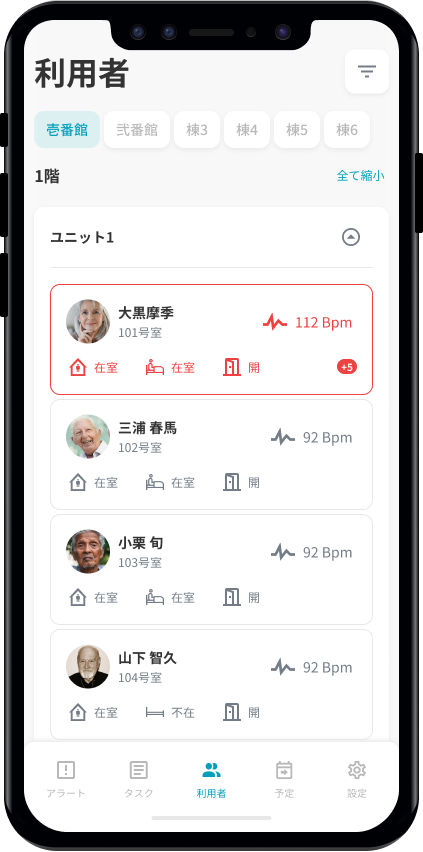 利用者
壱番館 弐番館 棟3 棟4 棟5 棟6
1階 全て縮小
ユニット1
大黒摩季
101号室
112 Bpm
在室 在室 開 +5
三浦 春馬
102号室
92 Bpm
在室 在室 開
小栗 旬
103号室
92 Bpm
在室 在室 開
山下 智久
104号室
92 Bpm
在室 不在 開
アラート タスク 利用者 予定 設定